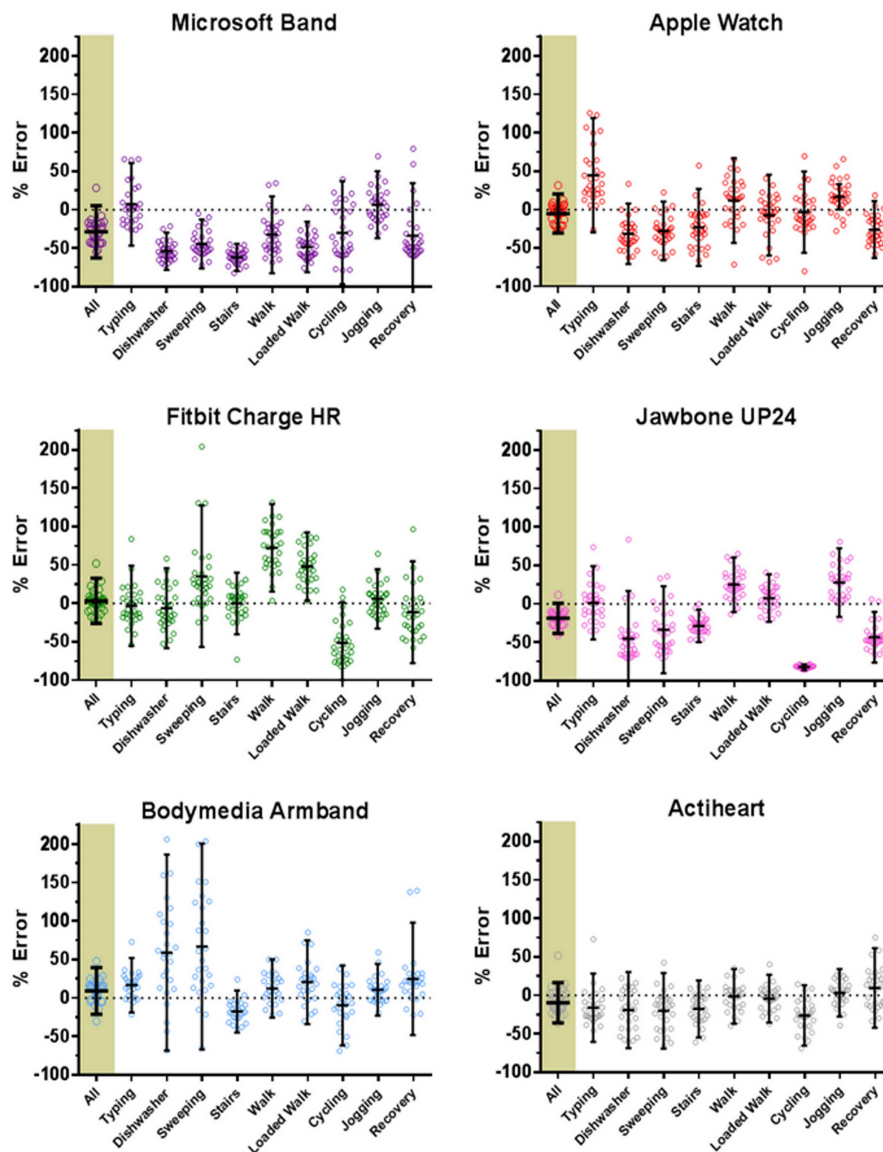 Microsoft Band
% Error
200
150
100
50
0
-50
-100
All
Typing
Dishwasher
Sweeping
Stairs
Walk
Loaded Walk
Cycling
Jogging
Recovery
Apple Watch
% Error
200
150
100
50
0
-50
-100
All
Typing
Dishwasher
Sweeping
Stairs
Walk
Loaded Walk
Cycling
Jogging
Recovery
Fitbit Charge HR
% Error
200
150
100
50
0
-50
-100
All
Typing
Dishwasher
Sweeping
Stairs
Walk
Loaded Walk
Cycling
Jogging
Recovery
Jawbone UP24
% Error
200
150
100
50
0
-50
-100
All
Typing
Dishwasher
Sweeping
Stairs
Walk
Loaded Walk
Cycling
Jogging
Recovery
Bodymedia Armband
% Error
200
150
100
50
0
-50
-100
All
Typing
Dishwasher
Sweeping
Stairs
Walk
Loaded Walk
Cycling
Jogging
Recovery
Actiheart
% Error
200
150
100
50
0
-50
-100
All
Typing
Dishwasher
Sweeping
Stairs
Walk
Loaded Walk
Cycling
Jogging
Recovery